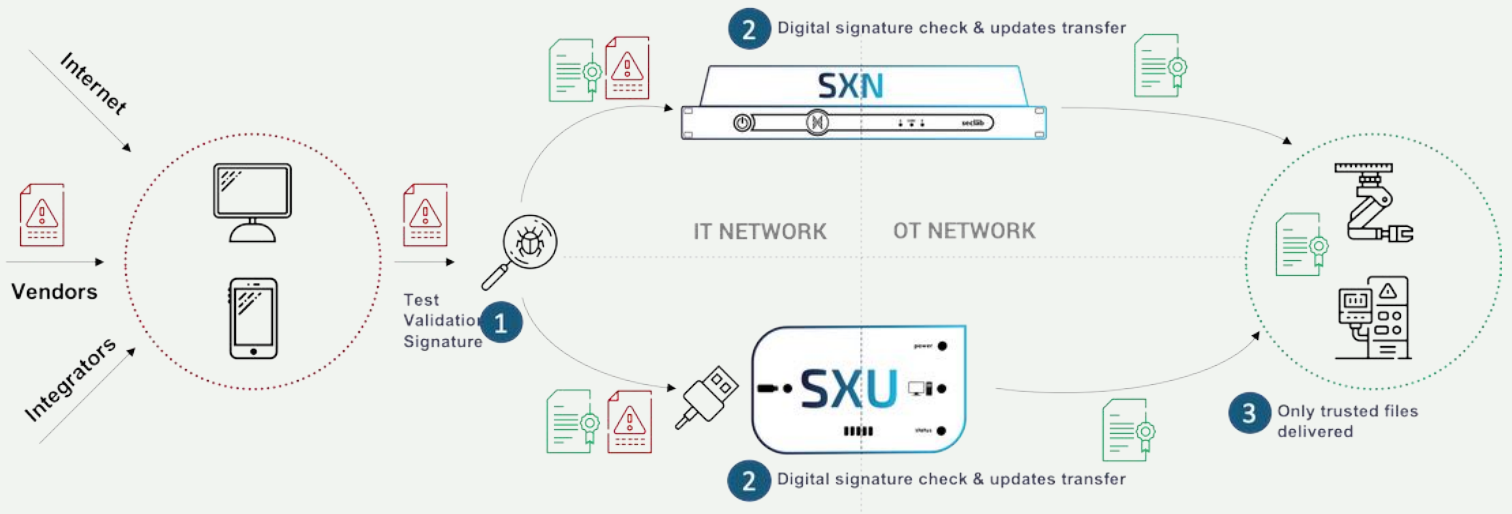 2 Digital signature check & updates transfer
Internet
SXN
seclab
IT NETWORK
OT NETWORK
Vendors
Test
Validation
Signature
1
Integrators
power
SXU
status
3 Only trusted files
delivered
2 Digital signature check & updates transfer